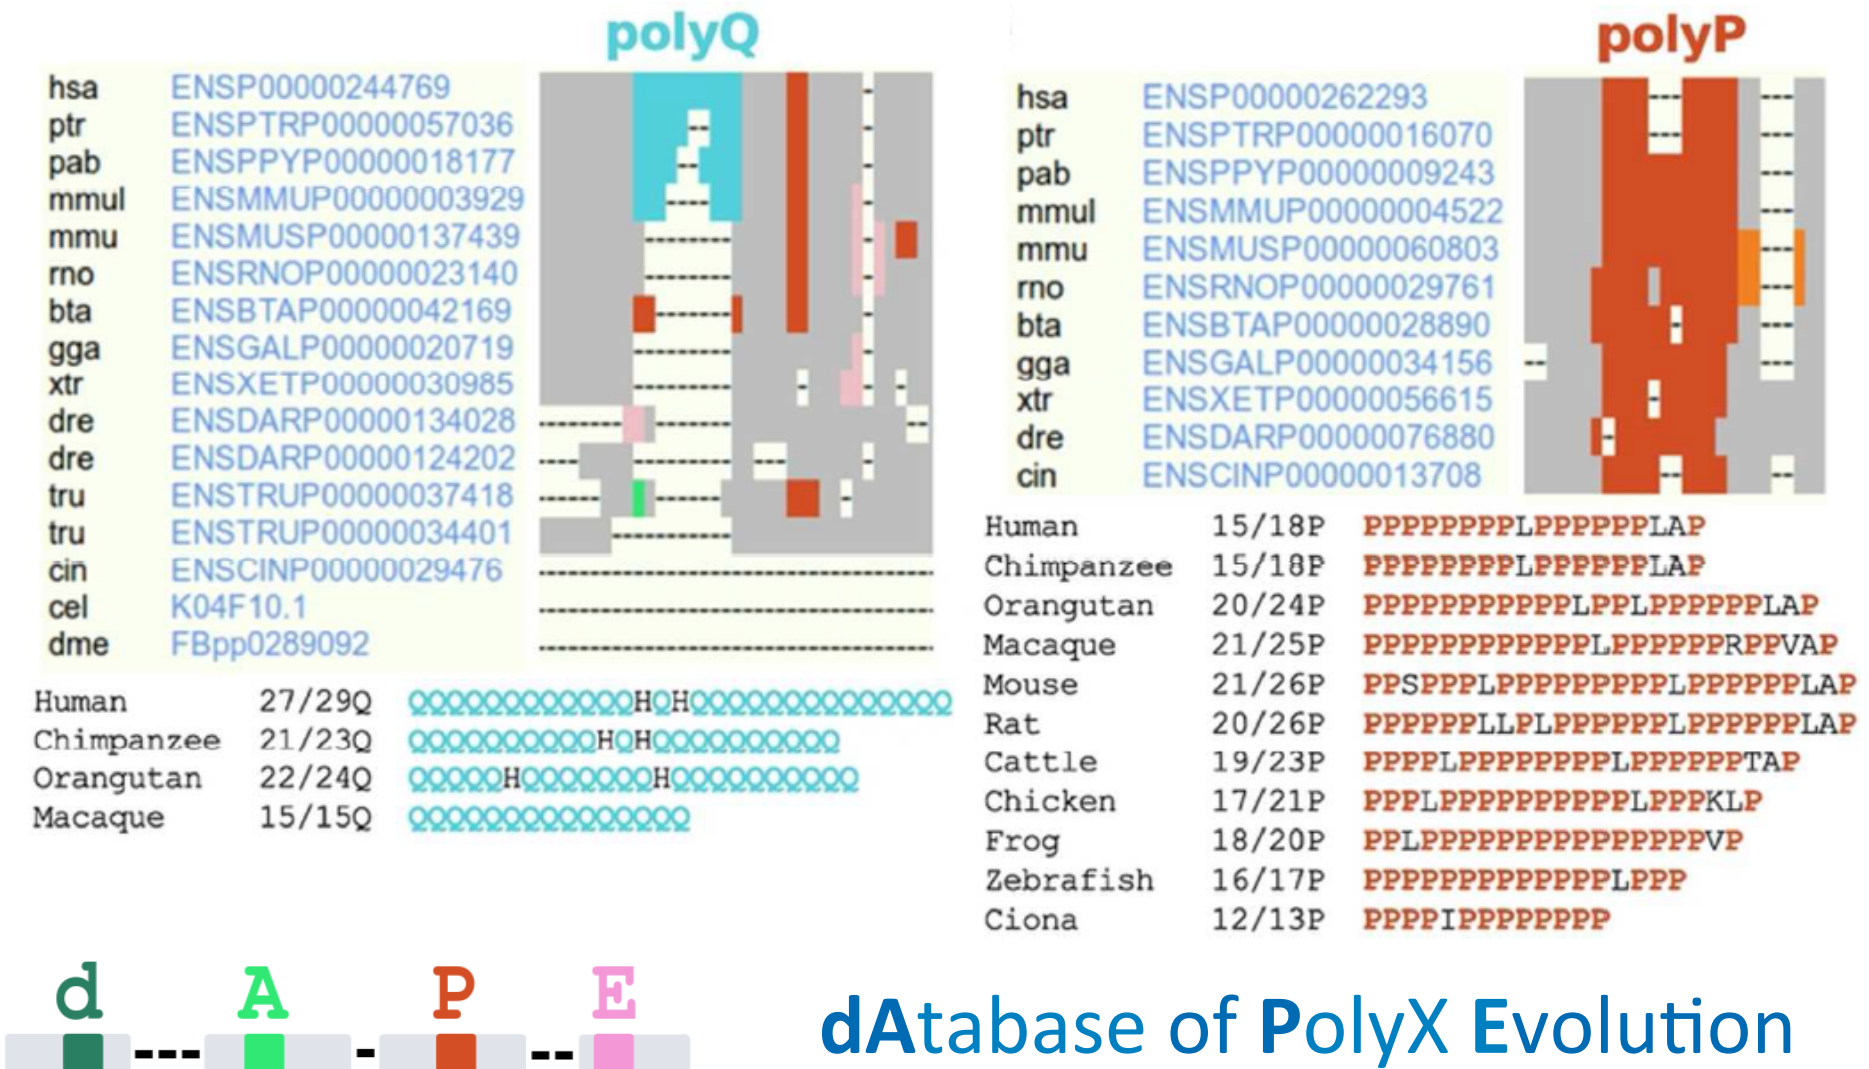 polyQ
hsa ENSP00000244769
ptr ENSPTRP00000057036
pab ENSPPYP00000018177
mmul ENSMMUP00000003929
mmu ENSMUSP00000137439
rno ENSRNOP00000023140
bta ENSBTAP00000042169
gga ENSGALP00000020719
xtr ENSXETP00000030985
dre ENSDARP00000134028
dre ENSDARP00000124202
tru ENSTRUP00000037418
tru ENSTRUP00000034401
cin ENSCINP00000029476
cel K04F10.1
dme FBpp0289092
Human 27/29Q QQQQQQQQQQQQHQHQQQQQQQQQQQQQQ
Chimpanzee 21/23Q QQQQQQQQQQHQHQQQQQQQQQQ
Orangutan 22/24Q QQQQQHQQQQQQQHQQQQQQQQQQ
Macaque 15/15Q QQQQQQQQQQQQQQQ
polyP
hsa ENSP00000262293
ptr ENSPTRP00000016070
pab ENSPPYP00000009243
mmul ENSMMUP00000004522
mmu ENSMUSP00000060803
rno ENSRNOP00000029761
bta ENSBTAP00000028890
gga ENSGALP00000034156
xtr ENSXETP00000056615
dre ENSDARP00000076880
cin ENSCINP00000013708
Human 15/18P PPPPPPPPLPPPPPPLAP
Chimpanzee 15/18P PPPPPPPPLPPPPPPLAP
Orangutan 20/24P PPPPPPPPPPPLPPLPPPPPPLAP
Macaque 21/25P PPPPPPPPPPPPLPPPPPPRPPVAP
Mouse 21/26P PPSPPPLPPPPPPPPPLPPPPPPLAP
Rat 20/26P PPPPPPLLPLPPPPPPLPPPPPPLAP
Cattle 19/23P PPPPLPPPPPPPPLPPPPPPTAP
Chicken 17/21P PPPLPPPPPPPPPPLPPPKLP
Frog 18/20P PPLPPPPPPPPPPPPPPPVP
Zebrafish 16/17P PPPPPPPPPPPPPLPPP
Ciona 12/13P PPPPIPPPPPPPP
d A P E
dAtabase of PolyX Evolution